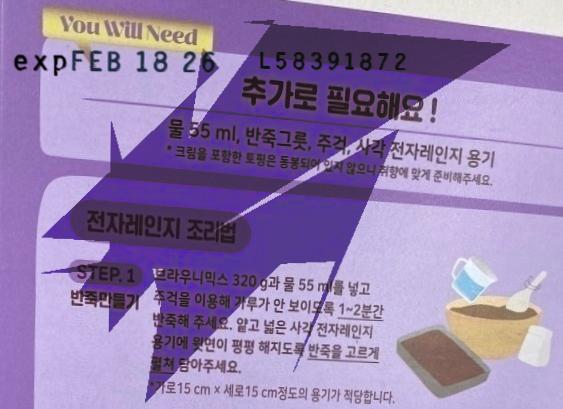 You Will Need
expFEB 18 26 L58391872
추가로 필요해요!
물 55 ml, 반죽그릇, 주걱, 사각 전자레인지 용기
* 크림을 포함한 토핑은 동봉되어 있지 않으니 취향에 맞게 준비해주세요.
전자레인지 조리법
STEP. 1
반죽만들기
브라우니믹스 320 g과 물 55 ml를 넣고
주걱을 이용해 가루가 안 보이도록 1~2분간
반죽해 주세요. 얕고 넓은 사각 전자레인지
용기에 윗면이 평평 해지도록 반죽을 고르게
펼쳐 담아주세요.
*가로15 cm × 세로15 cm정도의 용기가 적당합니다.